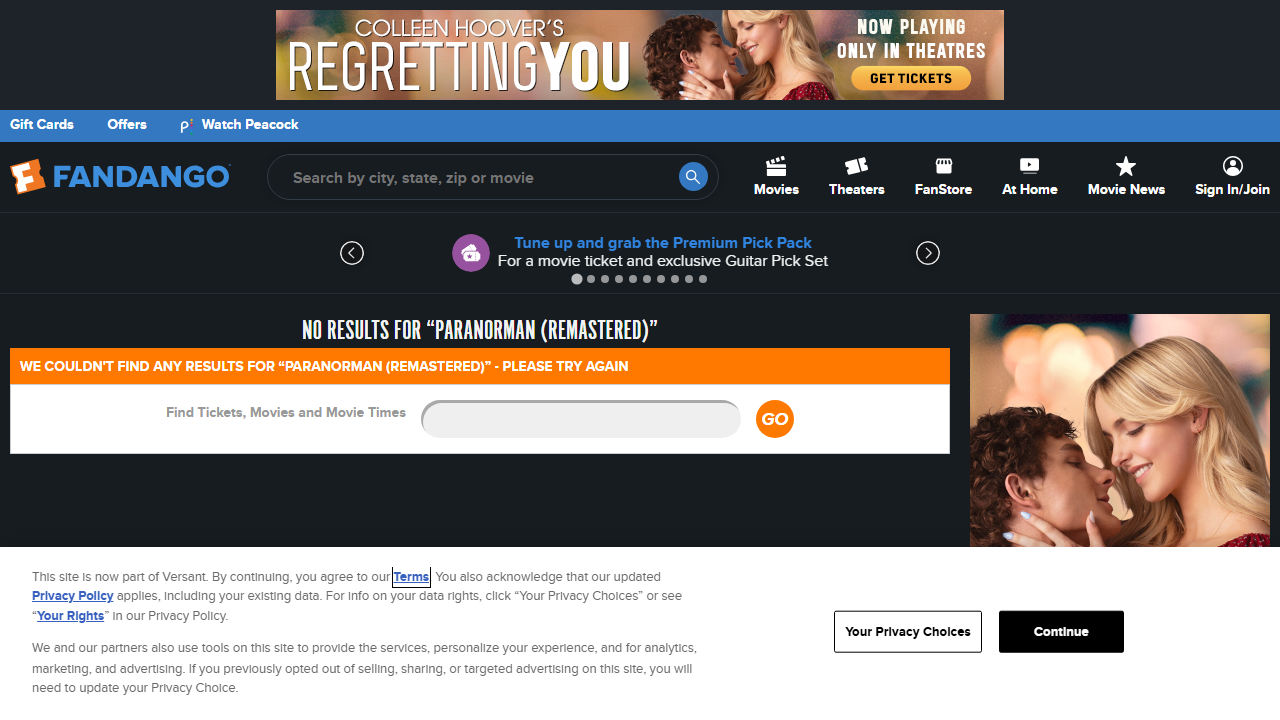 COLLEEN HOOVER'S
REGRETTING YOU
NOW PLAYING
ONLY IN THEATRES
GET TICKETS
Gift Cards Offers Watch Peacock
FANDANGO
Search by city, state, zip or movie
Movies Theaters FanStore At Home Movie News Sign In/Join
Tune up and grab the Premium Pick Pack
For a movie ticket and exclusive Guitar Pick Set
NO RESULTS FOR “PARANORMAN (REMASTERED)”
WE COULDN'T FIND ANY RESULTS FOR “PARANORMAN (REMASTERED)” - PLEASE TRY AGAIN
Find Tickets, Movies and Movie Times GO
This site is now part of Versant. By continuing, you agree to our Terms. You also acknowledge that our updated
Privacy Policy applies, including your existing data. For info on your data rights, click “Your Privacy Choices” or see
“Your Rights” in our Privacy Policy.
We and our partners also use tools on this site to provide the services, personalize your experience, and for analytics,
marketing, and advertising. If you previously opted out of selling, sharing, or targeted advertising on this site, you will
need to update your Privacy Choice.
Your Privacy Choices Continue